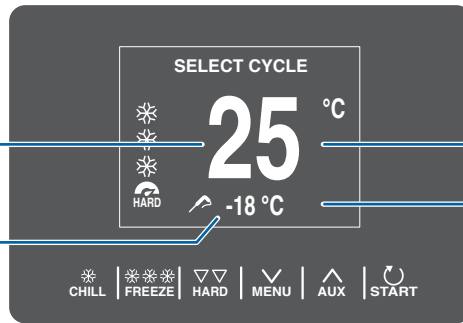 SELECT CYCLE
25 °C
HARD
-18 °C
CHILL FREEZE HARD MENU AUX START